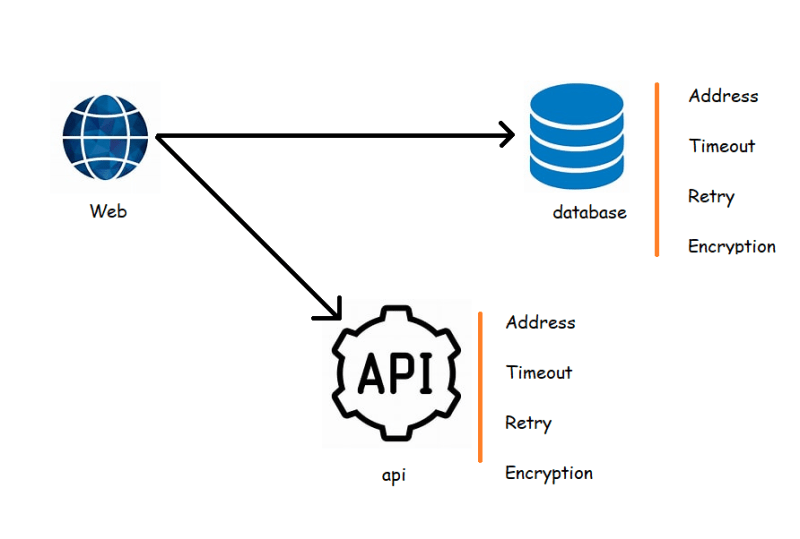 Web
database
Address
Timeout
Retry
Encryption
API
api
Address
Timeout
Retry
Encryption